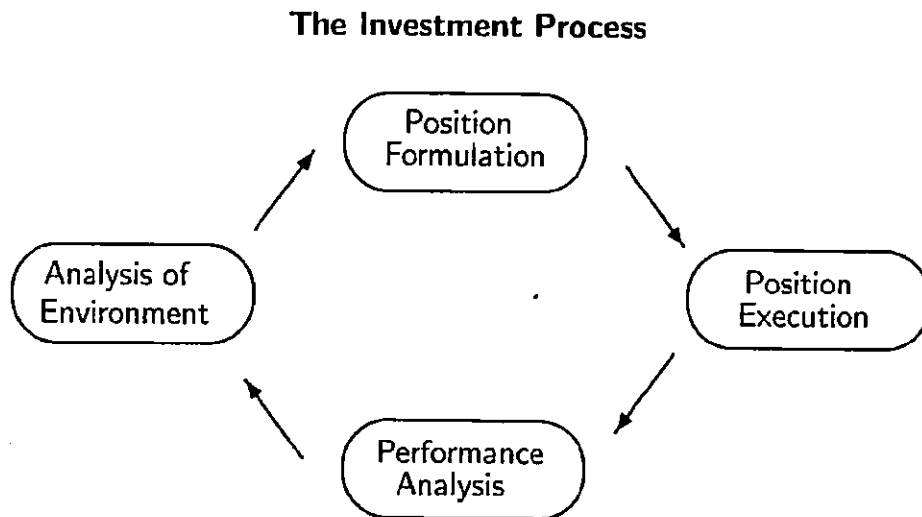 The Investment Process
Position
Formulation
Analysis of
Environment
Position
Execution
Performance
Analysis